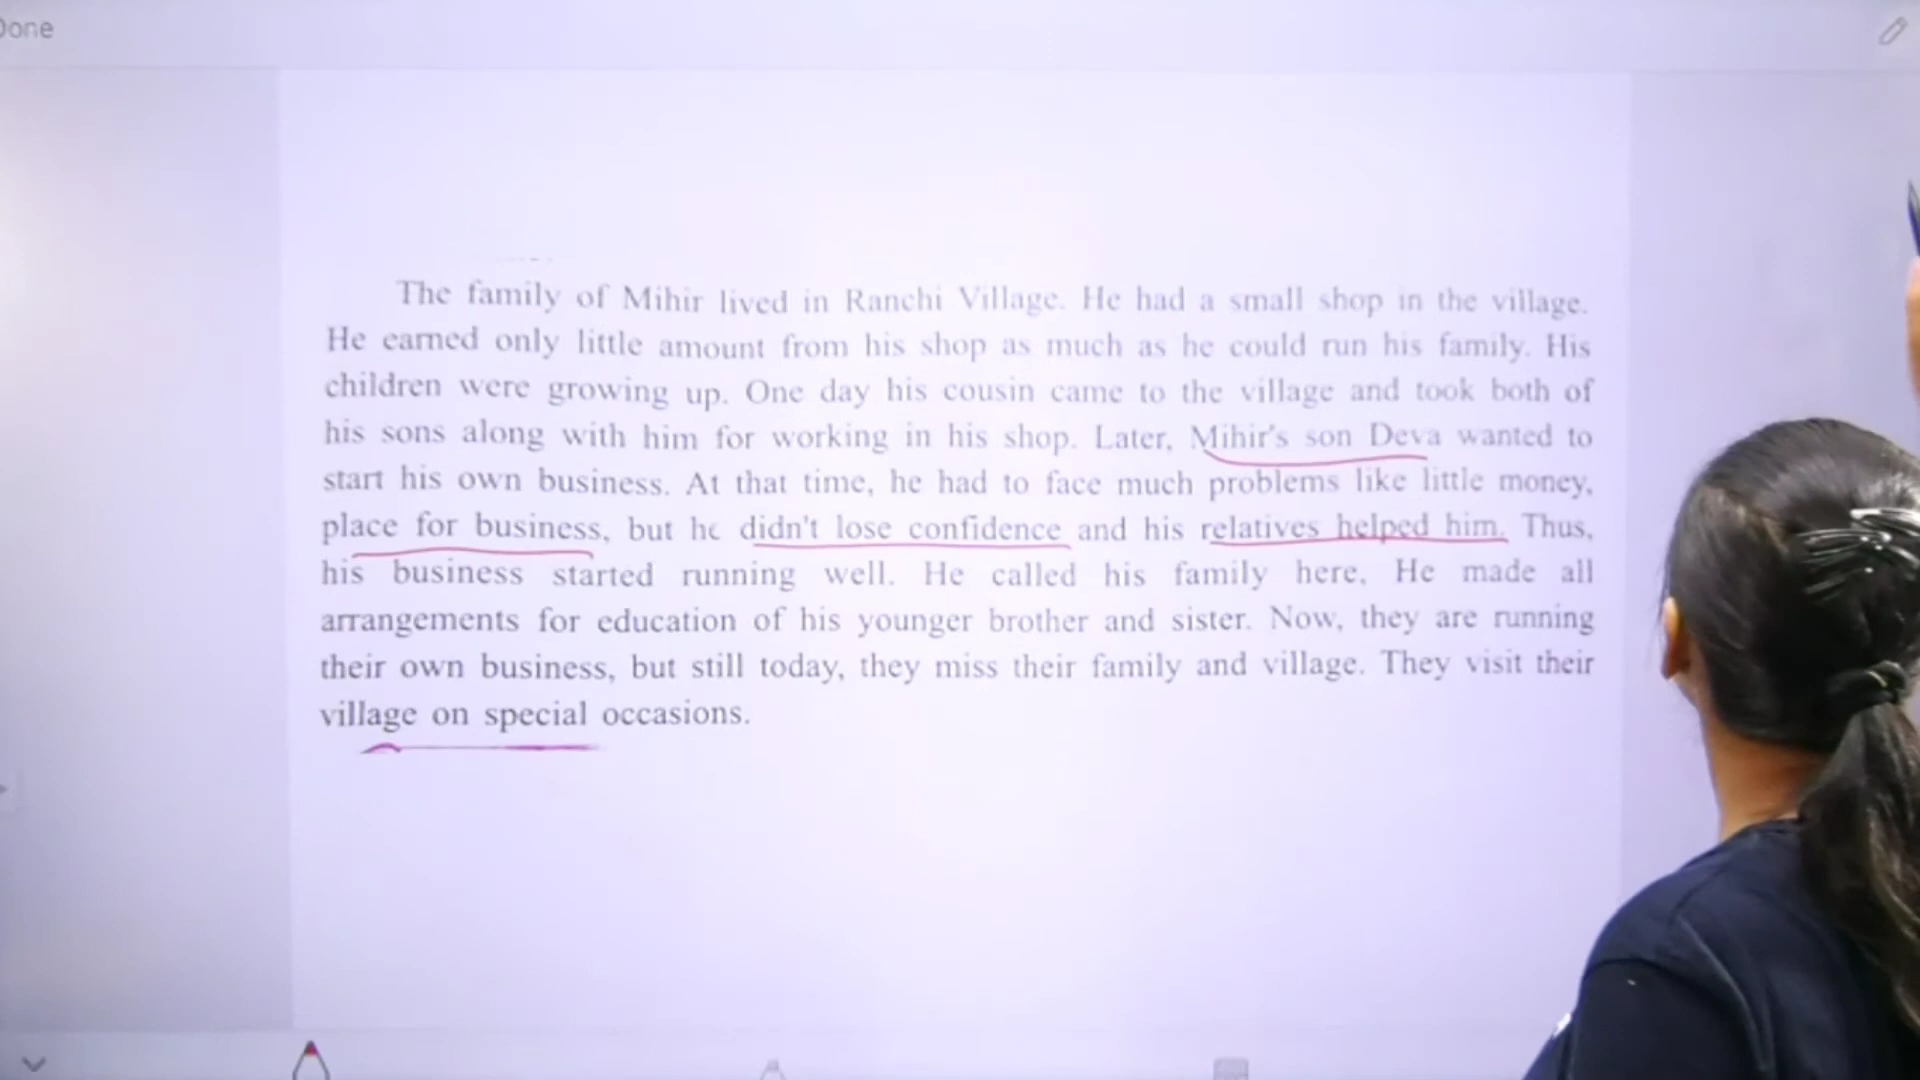 Done
The family of Mihir lived in Ranchi Village. He had a small shop in the village.
He earned only little amount from his shop as much as he could run his family. His
children were growing up. One day his cousin came to the village and took both of
his sons along with him for working in his shop. Later, Mihir's son Deva wanted to
start his own business. At that time, he had to face much problems like little money,
place for business, but he didn't lose confidence and his relatives helped him. Thus,
his business started running well. He called his family here. He made all
arrangements for education of his younger brother and sister. Now, they are running
their own business, but still today, they miss their family and village. They visit their
village on special occasions.